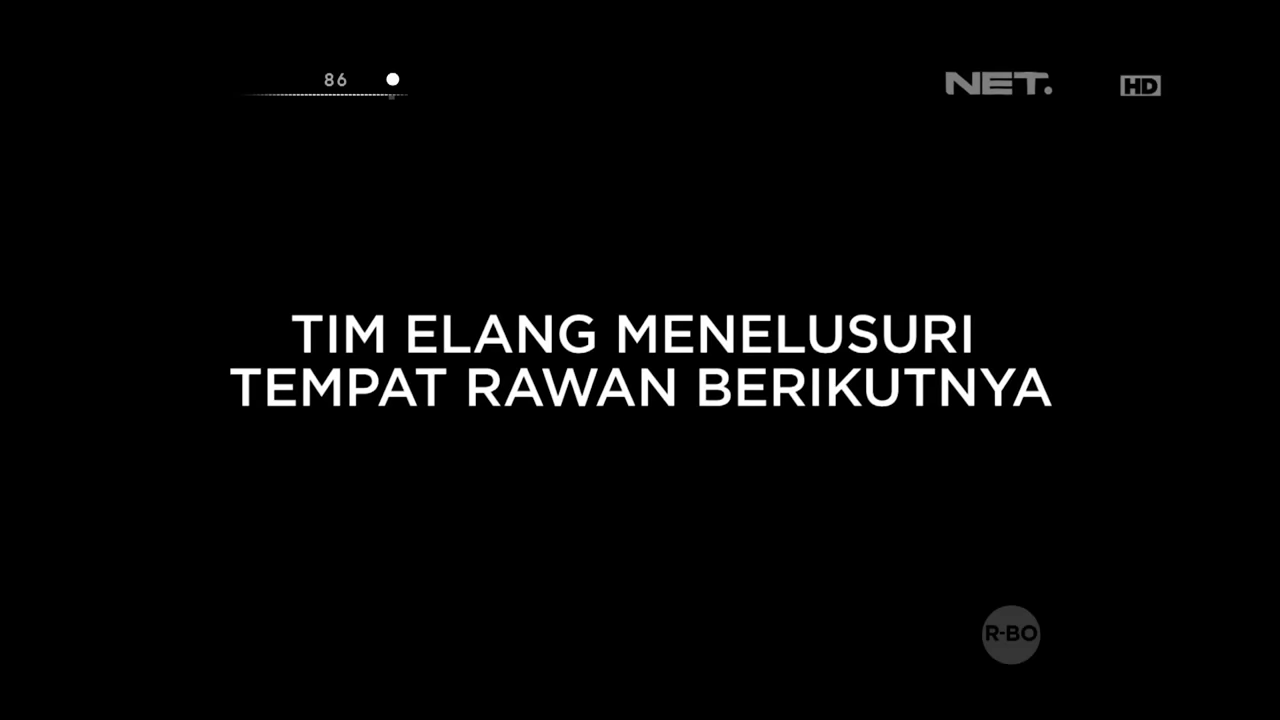 86
NET.
HD
TIM ELANG MENELUSURI
TEMPAT RAWAN BERIKUTNYA
R-BO